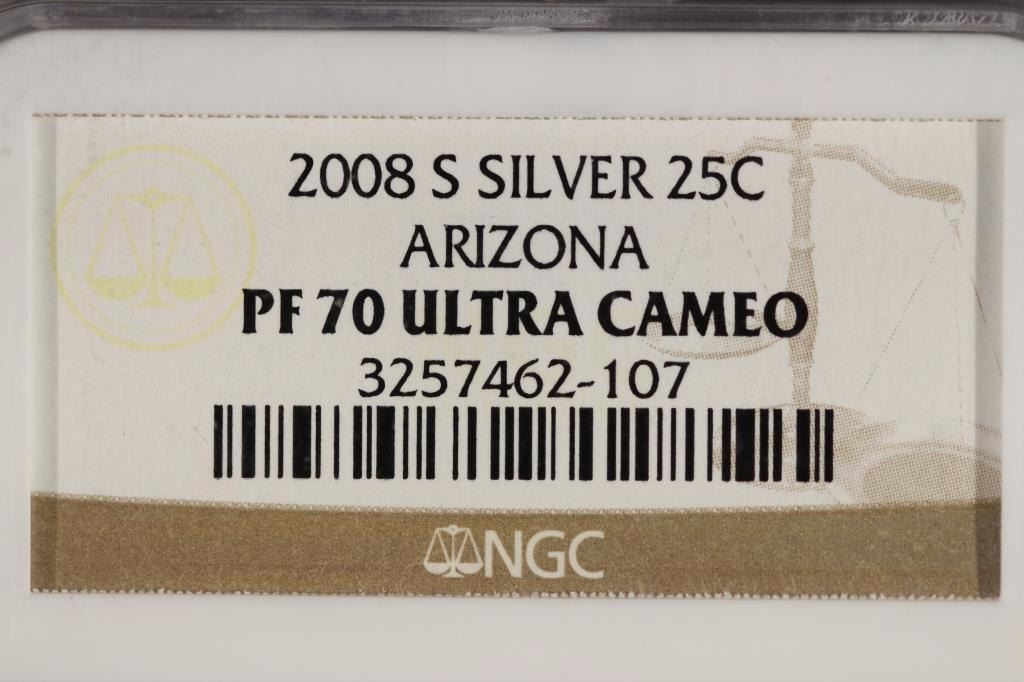 2008 S SILVER 25C
ARIZONA
PF 70 ULTRA CAMEO
3257462-107
NGC